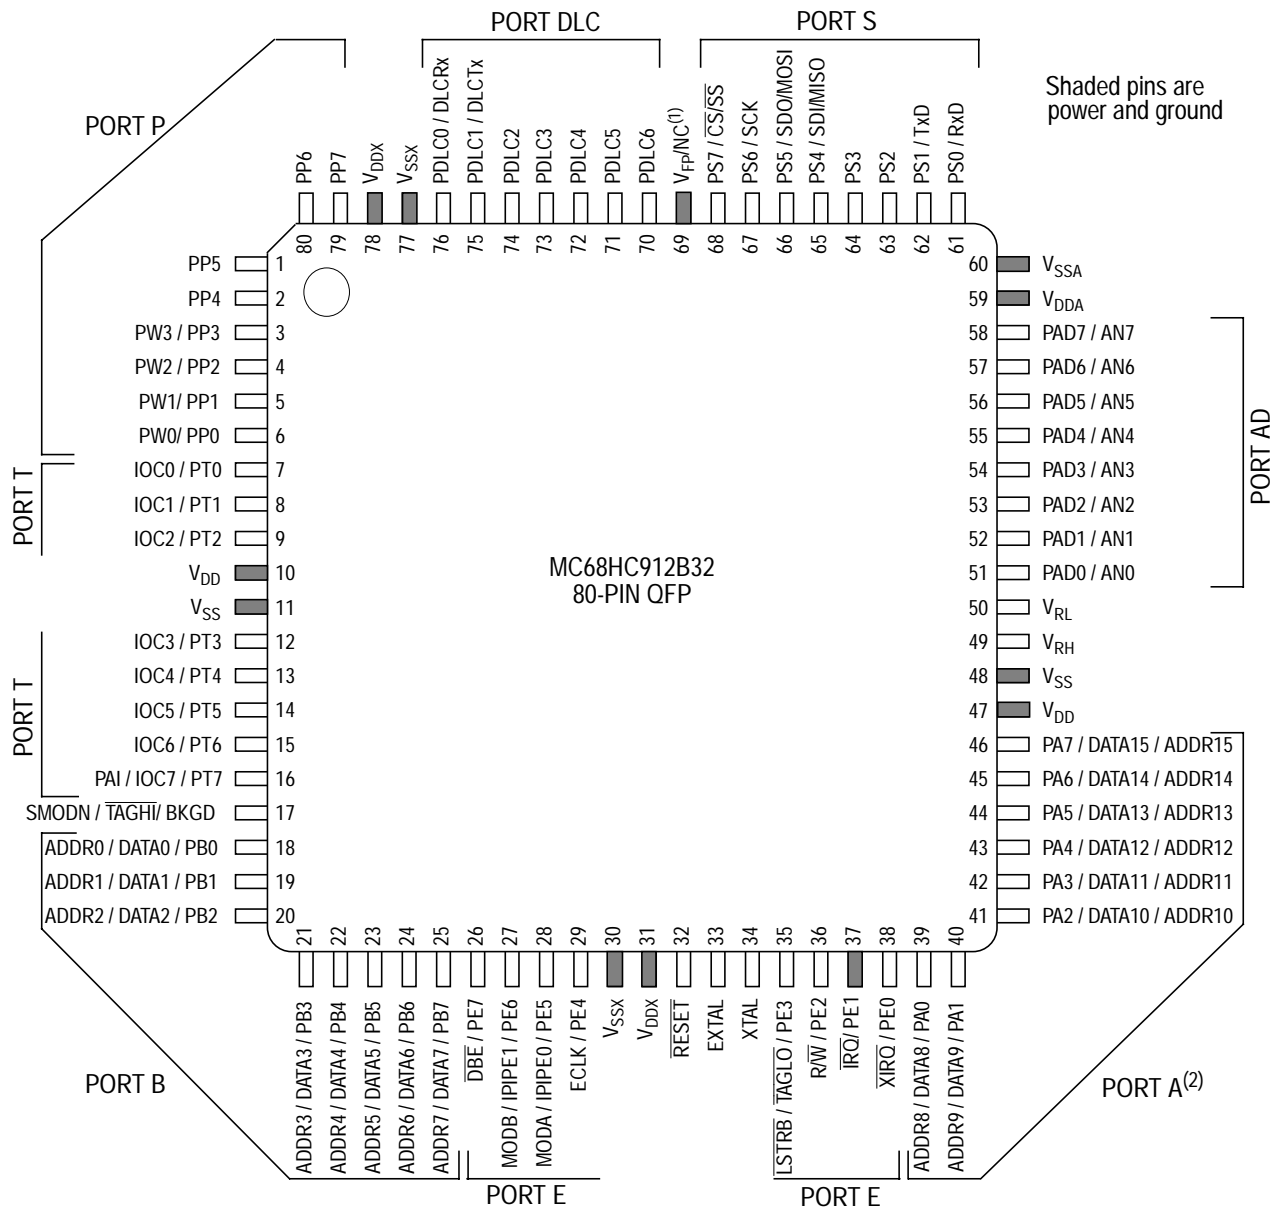 PORT DLC
PORT S
Shaded pins are
power and ground
PORT P
PP6
PP7
VDDX
VSSX
PDLC0 / DLCRx
PDLC1 / DLCTx
PDLC2
PDLC3
PDLC4
PDLC5
PDLC6
VFP/NC(1)
PS7 / CS/SS
PS6 / SCK
PS5 / SDO/MOSI
PS4 / SDI/MISO
PS3
PS2
PS1 / TxD
PS0 / RxD
80
79
78
77
76
75
74
73
72
71
70
69
68
67
66
65
64
63
62
61
PP5 1
PP4 2
PW3 / PP3 3
PW2 / PP2 4
PW1/ PP1 5
PW0/ PP0 6
IOC0 / PT0 7
IOC1 / PT1 8
IOC2 / PT2 9
VDD 10
VSS 11
IOC3 / PT3 12
IOC4 / PT4 13
IOC5 / PT5 14
IOC6 / PT6 15
PAI / IOC7 / PT7 16
SMODN / TAGHI/ BKGD 17
ADDR0 / DATA0 / PB0 18
ADDR1 / DATA1 / PB1 19
ADDR2 / DATA2 / PB2 20
PORT T
PORT T
MC68HC912B32
80-PIN QFP
60 VSSA
59 VDDA
58 PAD7 / AN7
57 PAD6 / AN6
56 PAD5 / AN5
55 PAD4 / AN4
54 PAD3 / AN3
53 PAD2 / AN2
52 PAD1 / AN1
51 PAD0 / AN0
50 VRL
49 VRH
48 VSS
47 VDD
46 PA7 / DATA15 / ADDR15
45 PA6 / DATA14 / ADDR14
44 PA5 / DATA13 / ADDR13
43 PA4 / DATA12 / ADDR12
42 PA3 / DATA11 / ADDR11
41 PA2 / DATA10 / ADDR10
PORT AD
21
22
23
24
25
26
27
28
29
30
31
32
33
34
35
36
37
38
39
40
ADDR3 / DATA3 / PB3
ADDR4 / DATA4 / PB4
ADDR5 / DATA5 / PB5
ADDR6 / DATA6 / PB6
ADDR7 / DATA7 / PB7
DBE / PE7
MODB / IPIPE1 / PE6
MODA / IPIPE0 / PE5
ECLK / PE4
VSSX
VDDX
RESET
EXTAL
XTAL
LSTRB / TAGLO / PE3
R/W / PE2
IRQ / PE1
XIRQ / PE0
ADDR8 / DATA8 / PA0
ADDR9 / DATA9 / PA1
PORT B
PORT A(2)
PORT E
PORT E